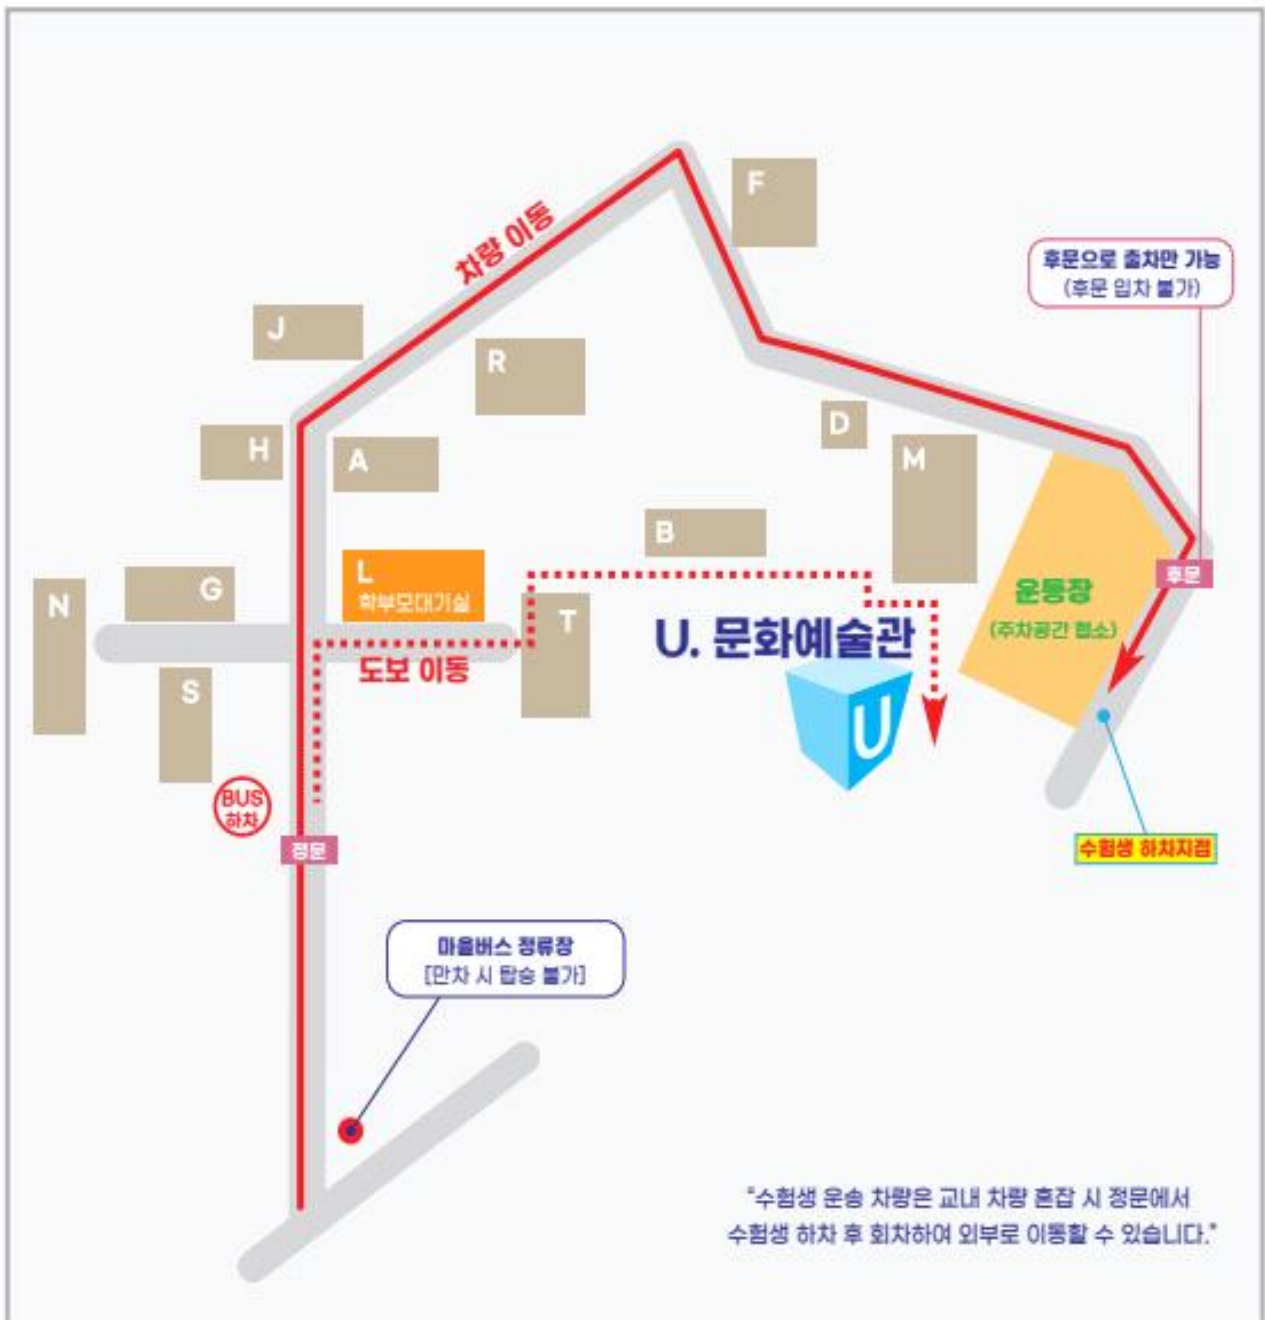 F
차량 이동
후문으로 출차만 가능
(후문 입차 불가)
J
R
D
H
A
M
B
L
학부모대기실
N
G
T
후문
운동장
(주차공간 협소)
U. 문화예술관
도보 이동
S
U
BUS
하차
정문
수험생 하차지점
마을버스 정류장
[만차 시 탑승 불가]
"수험생 운송 차량은 교내 차량 혼잡 시 정문에서
수험생 하차 후 회차하여 외부로 이동할 수 있습니다."